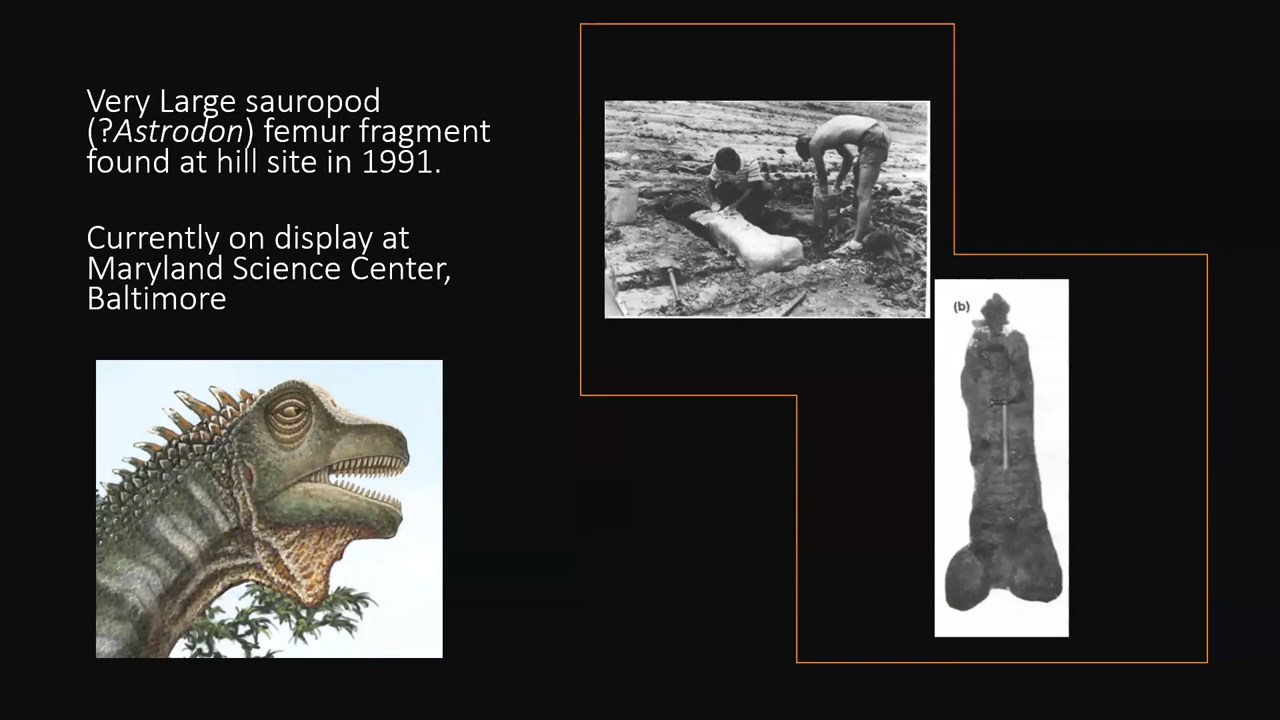 Very Large sauropod
(?Astrodon) femur fragment
found at hill site in 1991.
Currently on display at
Maryland Science Center,
Baltimore
(b)